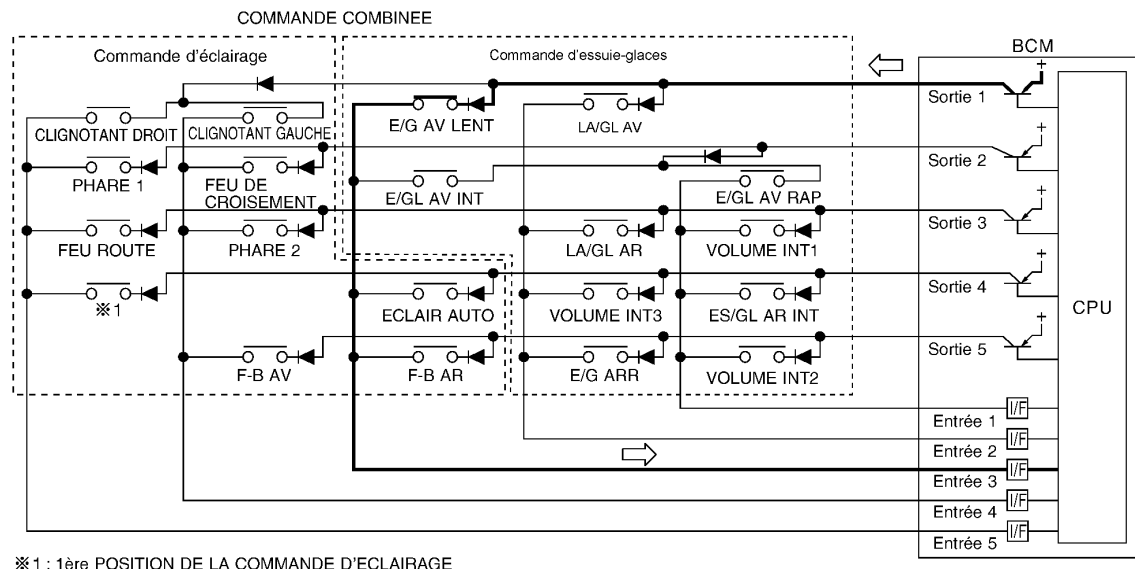 COMMANDE COMBINEE
Commande d'éclairage
Commande d'essuie-glaces
BCM
Sortie 1
CLIGNOTANT DROIT
CLIGNOTANT GAUCHE
E/G AV LENT
LA/GL AV
Sortie 2
PHARE 1
FEU DE CROISEMENT
E/GL AV INT
E/GL AV RAP
Sortie 3
FEU ROUTE
PHARE 2
LA/GL AR
VOLUME INT1
Sortie 4
※1
ECLAIR AUTO
VOLUME INT3
ES/GL AR INT
CPU
Sortie 5
F-B AV
F-B AR
E/G ARR
VOLUME INT2
Entrée 1
I/F
Entrée 2
I/F
Entrée 3
I/F
Entrée 4
I/F
Entrée 5
I/F
+
+
+
+
+
※1 : 1ère POSITION DE LA COMMANDE D'ECLAIRAGE